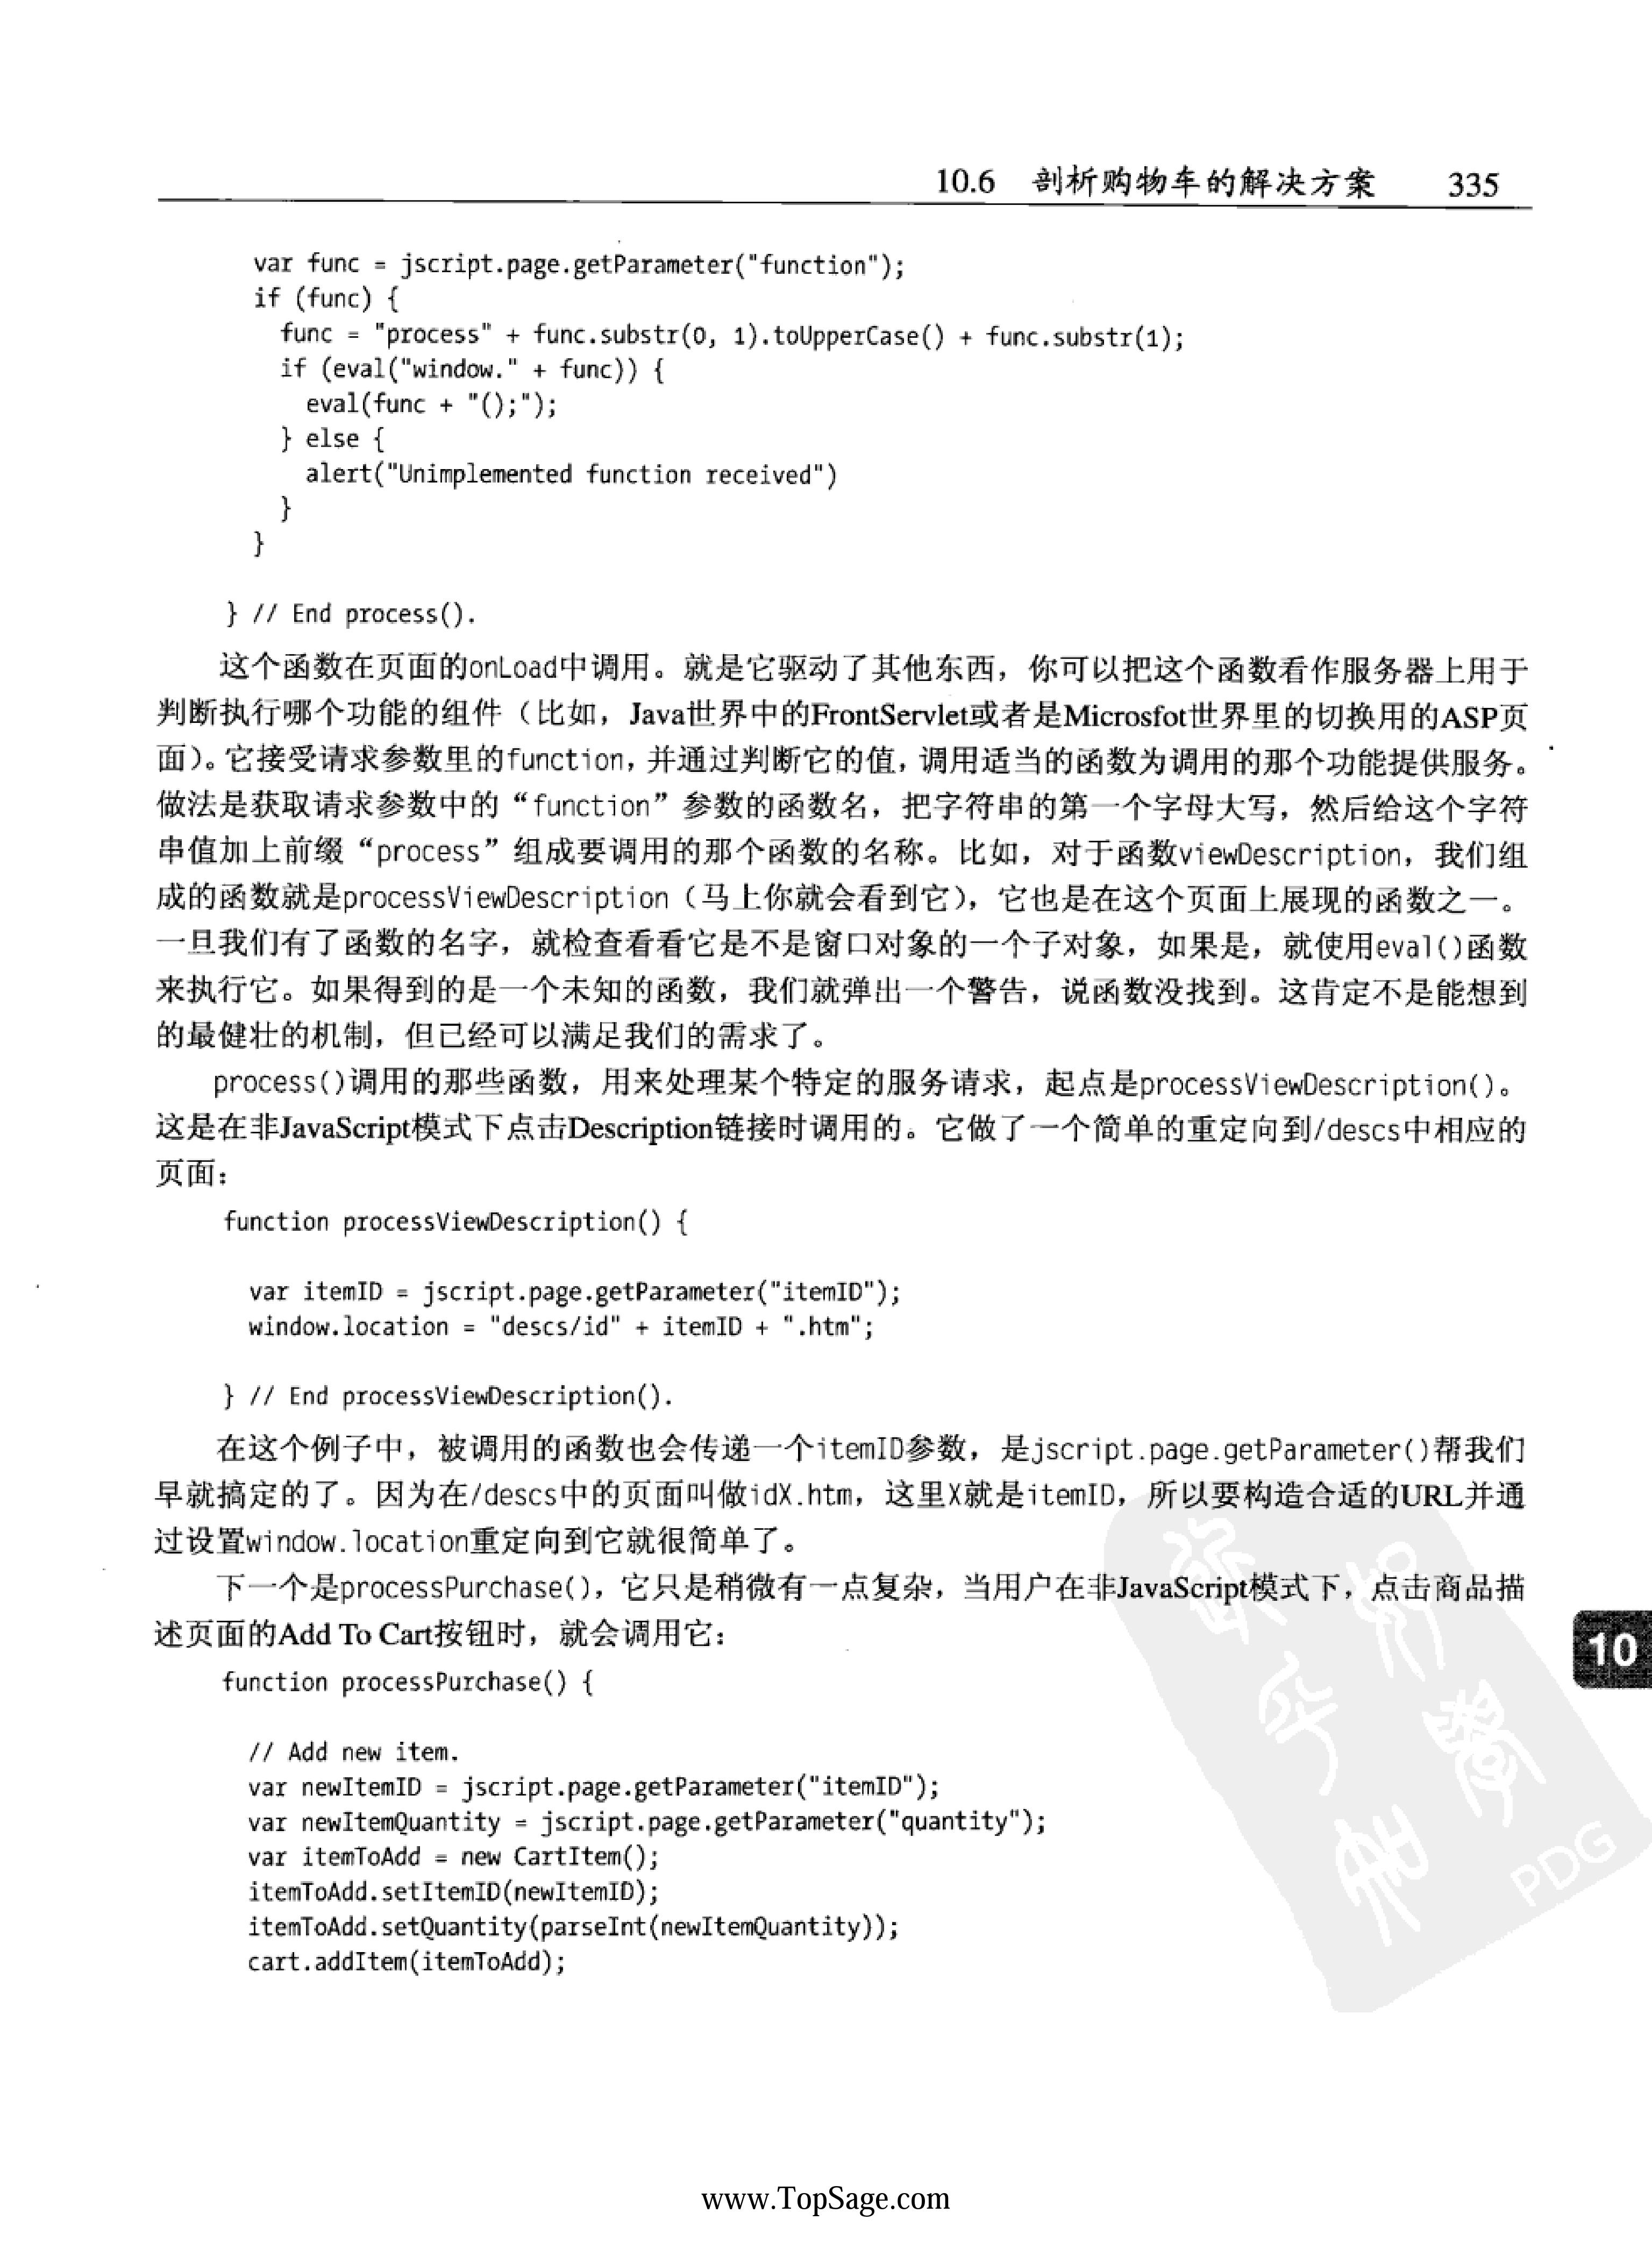 10.6 剖析购物车的解决方案 335
var func = jscript.page.getParameter("function");
if (func) {
func = "process" + func.substr(0, 1).toUpperCase() + func.substr(1);
if (eval("window." + func)) {
eval(func + "();");
} else {
alert("Unimplemented function received")
}
}
} // End process().
这个函数在页面的onLoad中调用。就是它驱动了其他东西，你可以把这个函数看作服务器上用于
判断执行哪个功能的组件（比如，Java世界中的FrontServlet或者是Microsfot世界里的切换用的ASP页
面）。它接受请求参数里的function，并通过判断它的值，调用适当的函数为调用的那个功能提供服务。
做法是获取请求参数中的“function”参数的函数名，把字符串的第一个字母大写，然后给这个字符
串值加上前缀“process”组成要调用的那个函数的名称。比如，对于函数viewDescription，我们组
成的函数就是processViewDescription（马上你就会看到它），它也是在这个页面上展现的函数之一。
一旦我们有了函数的名字，就检查看看它是不是窗口对象的一个子对象，如果是，就使用eval()函数
来执行它。如果得到的是一个未知的函数，我们就弹出一个警告，说函数没找到。这肯定不是能想到
的最健壮的机制，但已经可以满足我们的需求了。
process()调用的那些函数，用来处理某个特定的服务请求，起点是processViewDescription()。
这是在非JavaScript模式下点击Description链接时调用的。它做了一个简单的重定向到/descs中相应的
页面：
function processViewDescription() {
var itemID = jscript.page.getParameter("itemID");
window.location = "descs/id" + itemID + ".htm";
} // End processViewDescription().
在这个例子中，被调用的函数也会传递一个itemID参数，是jscript.page.getParameter()帮我们
早就搞定的了。因为在/descs中的页面叫做idX.htm，这里X就是itemID，所以要构造合适的URL并通
过设置window.location重定向到它就很简单了。
下一个是processPurchase()，它只是稍微有一点复杂，当用户在非JavaScript模式下，点击商品描
述页面的Add To Cart按钮时，就会调用它：
10
function processPurchase() {
// Add new item.
var newItemID = jscript.page.getParameter("itemID");
var newItemQuantity = jscript.page.getParameter("quantity");
var itemToAdd = new CartItem();
itemToAdd.setItemID(newItemID);
itemToAdd.setQuantity(parseInt(newItemQuantity));
cart.addItem(itemToAdd);
PDG
www.TopSage.com